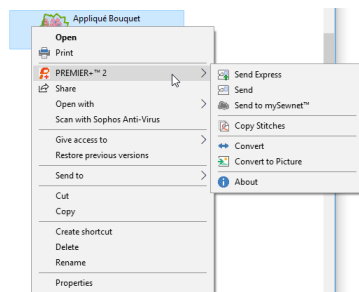 Appliqué Bouquet
Open
Print
PREMIER+™ 2
Share
Open with
Scan with Sophos Anti-Virus
Give access to
Restore previous versions
Send to
Cut
Copy
Create shortcut
Delete
Rename
Properties
Send Express
Send
Send to mySewnet™
Copy Stitches
Convert
Convert to Picture
About